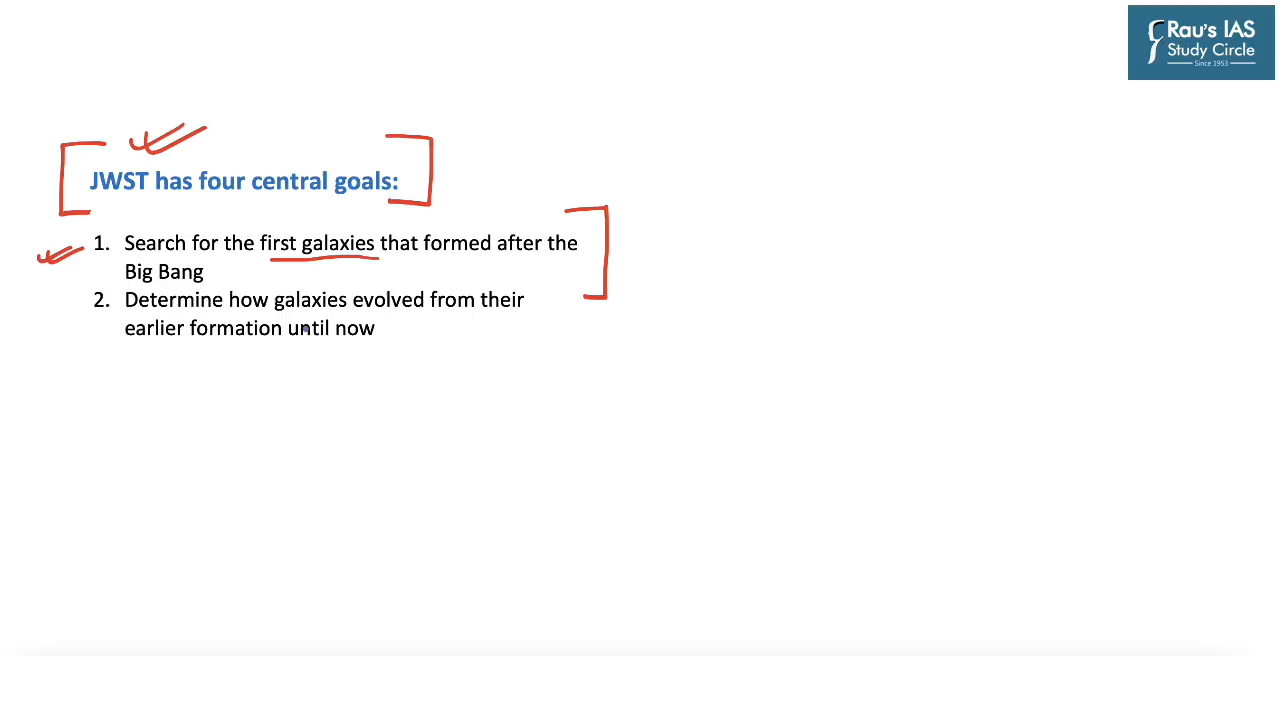 Rau's IAS
Study Circle
Since 1953
JWST has four central goals:
1. Search for the first galaxies that formed after the
Big Bang
2. Determine how galaxies evolved from their
earlier formation until now